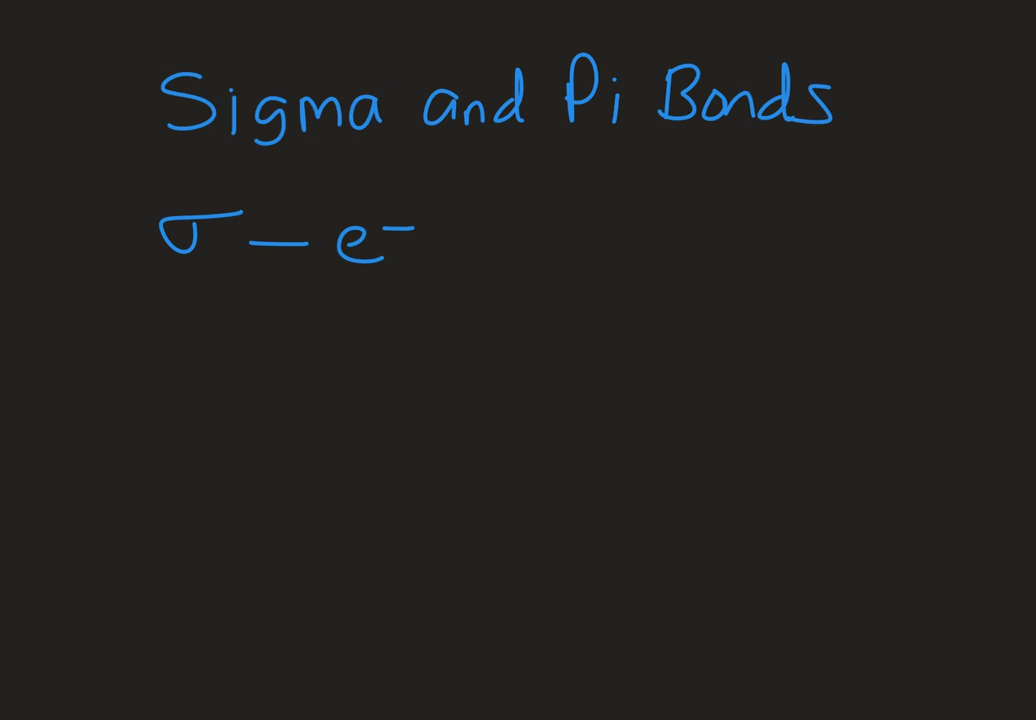 Sigma and Pi Bonds
σ — e⁻